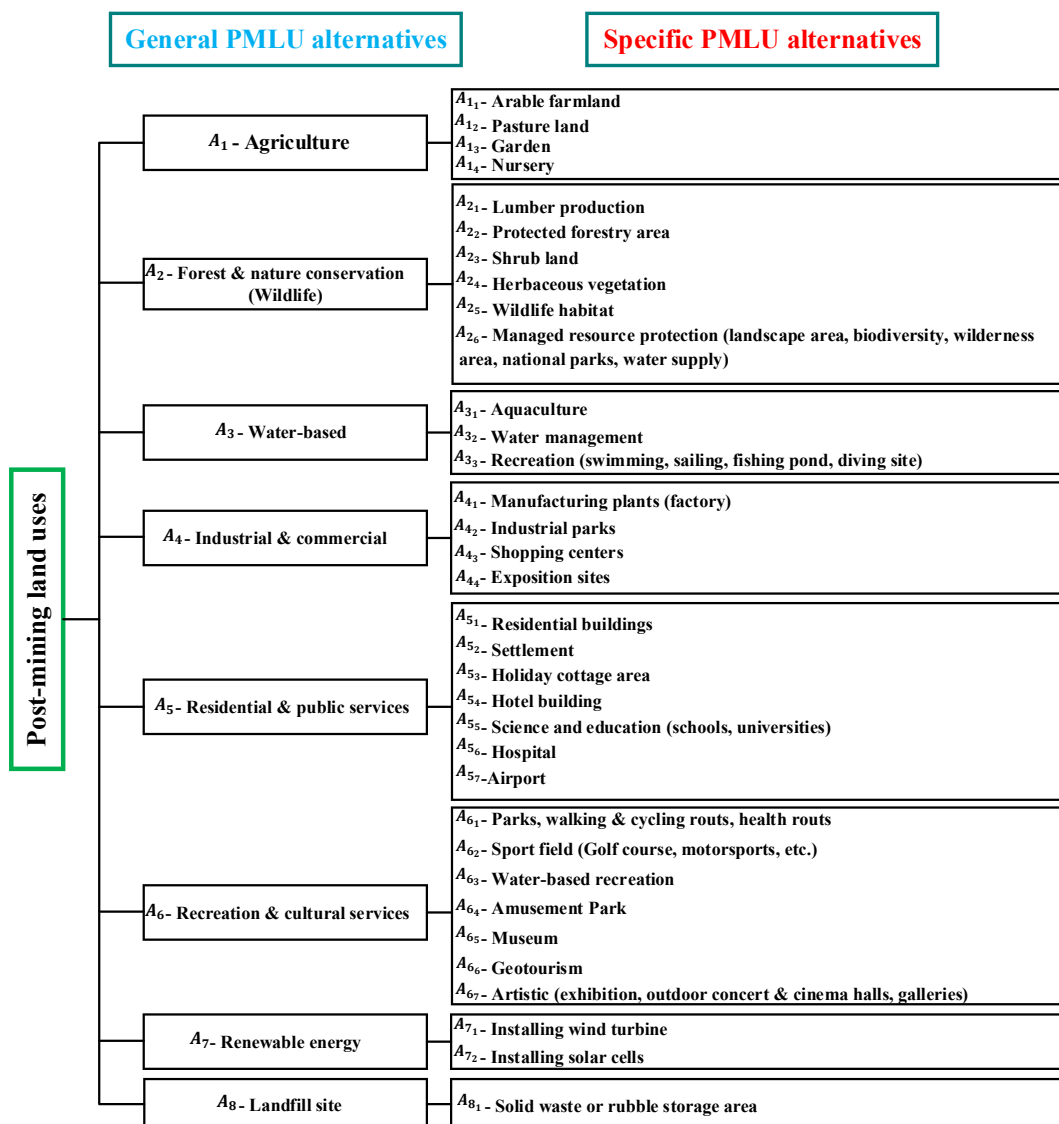 General PMLU alternatives
Specific PMLU alternatives
Post-mining land uses
A₁ - Agriculture
A₁₁- Arable farmland
A₁₂- Pasture land
A₁₃- Garden
A₁₄- Nursery
A₂ - Forest & nature conservation
(Wildlife)
A₂₁- Lumber production
A₂₂- Protected forestry area
A₂₃- Shrub land
A₂₄- Herbaceous vegetation
A₂₅- Wildlife habitat
A₂₆- Managed resource protection (landscape area, biodiversity, wilderness
area, national parks, water supply)
A₃ - Water-based
A₃₁- Aquaculture
A₃₂- Water management
A₃₃- Recreation (swimming, sailing, fishing pond, diving site)
A₄ - Industrial & commercial
A₄₁- Manufacturing plants (factory)
A₄₂- Industrial parks
A₄₃- Shopping centers
A₄₄- Exposition sites
A₅- Residential & public services
A₅₁- Residential buildings
A₅₂- Settlement
A₅₃- Holiday cottage area
A₅₄- Hotel building
A₅₅- Science and education (schools, universities)
A₅₆- Hospital
A₅₇-Airport
A₆- Recreation & cultural services
A₆₁- Parks, walking & cycling routs, health routs
A₆₂- Sport field (Golf course, motorsports, etc.)
A₆₃- Water-based recreation
A₆₄- Amusement Park
A₆₅- Museum
A₆₆- Geotourism
A₆₇- Artistic (exhibition, outdoor concert & cinema halls, galleries)
A₇- Renewable energy
A₇₁- Installing wind turbine
A₇₂- Installing solar cells
A₈- Landfill site
A₈₁- Solid waste or rubble storage area